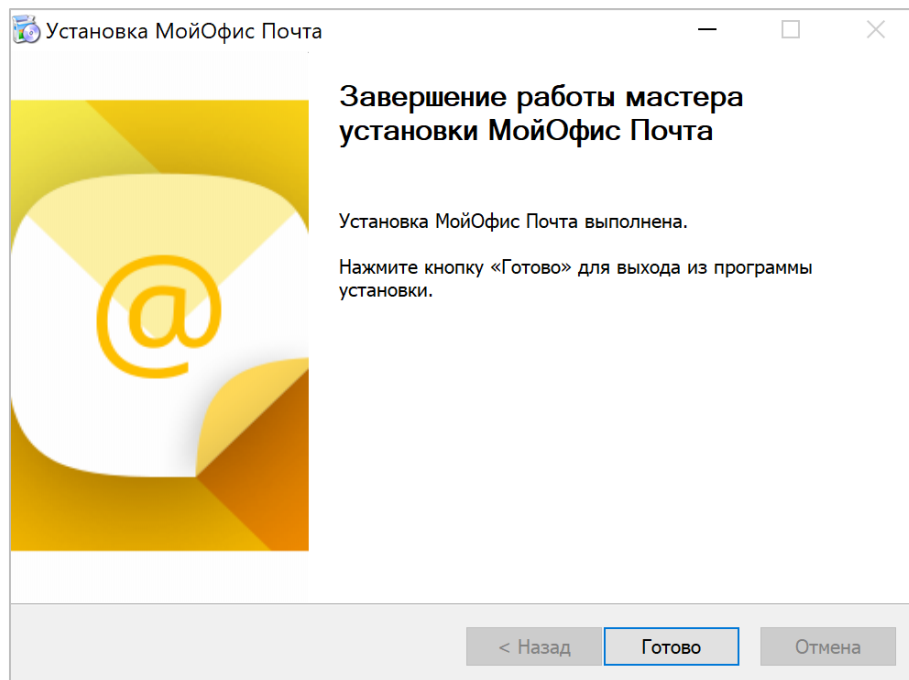 Установка МойОфис Почта
Завершение работы мастера
установки МойОфис Почта
Установка МойОфис Почта выполнена.
Нажмите кнопку «Готово» для выхода из программы
установки.
@
< Назад
Готово
Отмена